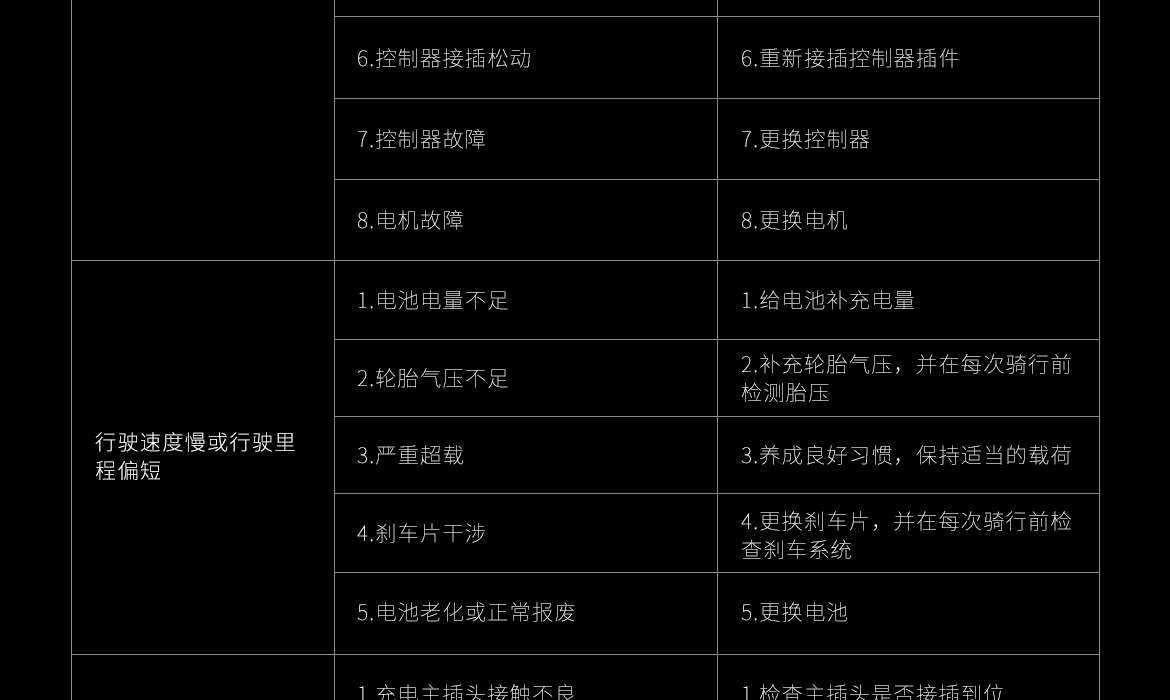 6.控制器接插松动
6.重新接插控制器插件
7.控制器故障
7.更换控制器
8.电机故障
8.更换电机
行驶速度慢或行驶里
程偏短
1.电池电量不足
1.给电池补充电量
2.轮胎气压不足
2.补充轮胎气压，并在每次骑行前
检测胎压
3.严重超载
3.养成良好习惯，保持适当的载荷
4.刹车片干涉
4.更换刹车片，并在每次骑行前检
查刹车系统
5.电池老化或正常报废
5.更换电池
1.充电主插头接触不良
1.检查主插头是否接插到位